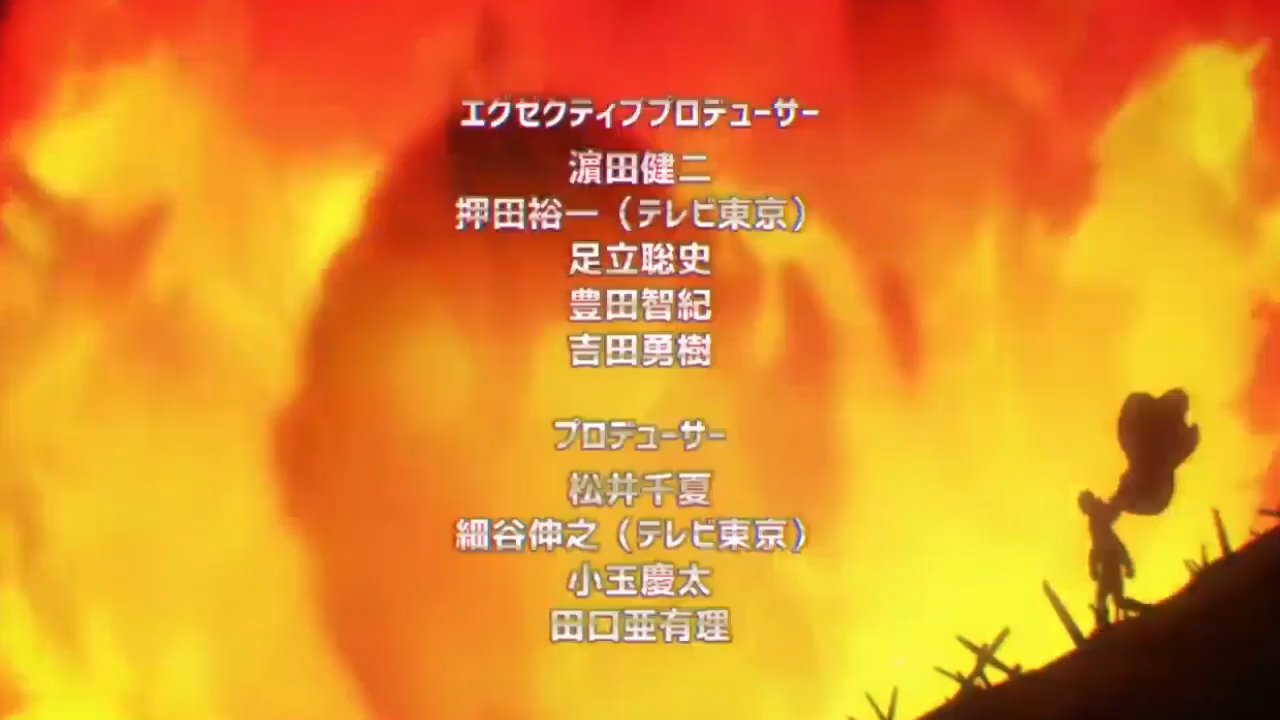 エグゼクティブプロデューサー
濵田健二
押田裕一（テレビ東京）
足立聡史
豊田智紀
吉田勇樹
プロデューサー
松井千夏
細谷伸之（テレビ東京）
小玉慶太
田口亜有理